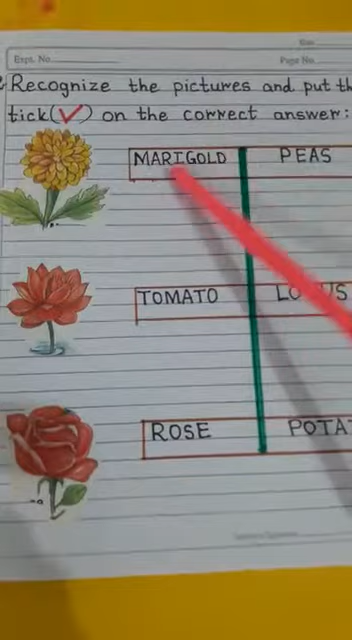 Expt. No.
Page No.
Recognize the pictures and put th
tick(✓) on the correct answer:
MARIGOLD PEAS
TOMATO
ROSE POTA